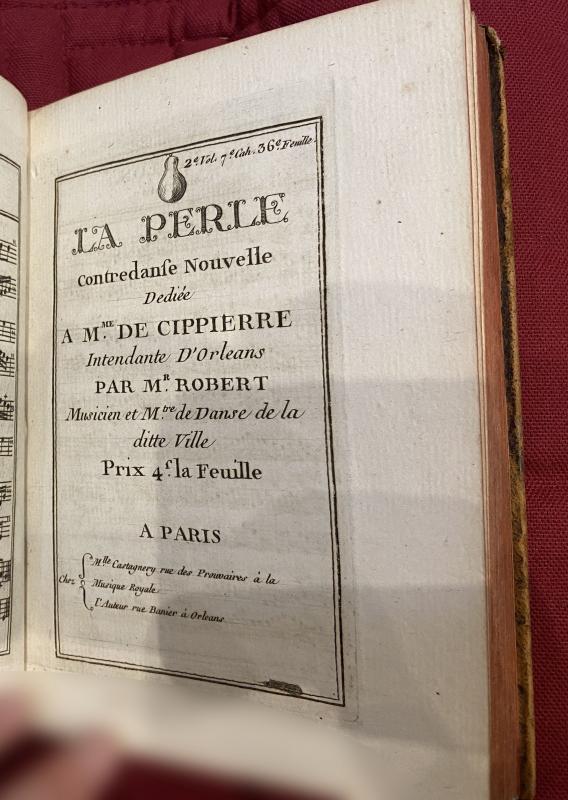 2.e Vol. 7.e Cah. 36.e Feuille.
LA PERLE
Contredanſe Nouvelle
Dediée
A M.ME DE CIPPIERRE
Intendante D'Orleans
PAR M.R ROBERT
Musicien et M.tre de Danse de la
ditte Ville
Prix 4.ſ la Feuille
A PARIS
Chez
M.lle Castagnery rue des Prouvaires à la
Musique Royale
L'Auteur rue Banier à Orleans